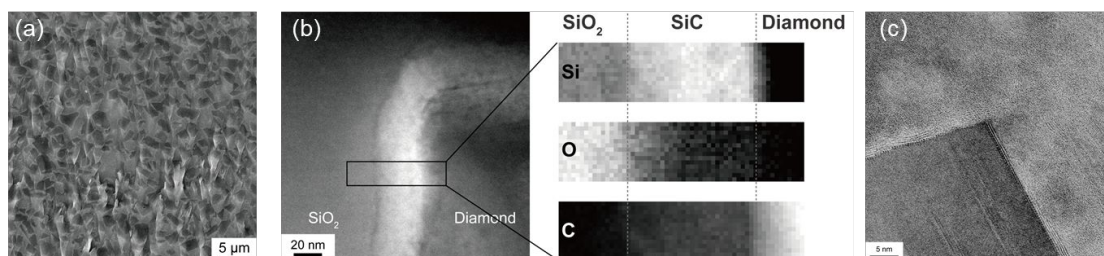 (a)
5 µm
(b)
SiO2
Diamond
20 nm
SiO2 SiC Diamond
Si
O
C
(c)
5 nm